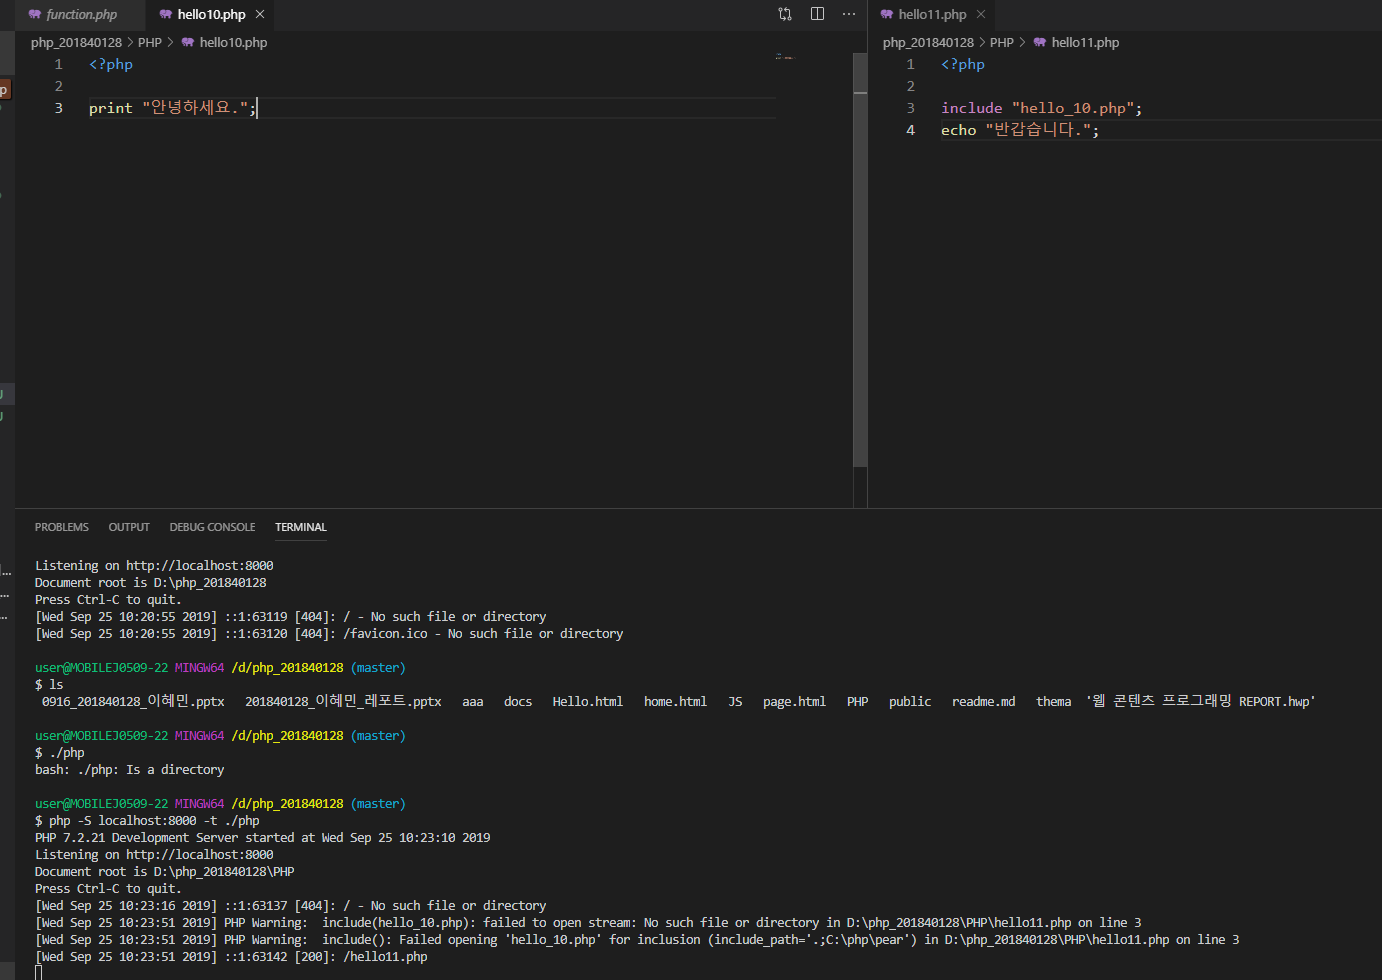 function.php
hello10.php
hello11.php
php_201840128 > PHP > hello10.php
php_201840128 > PHP > hello11.php
1 <?php
2
3 print "안녕하세요.";
1 <?php
2
3 include "hello_10.php";
4 echo "반갑습니다.";
p
PROBLEMS OUTPUT DEBUG CONSOLE TERMINAL
Listening on http://localhost:8000
Document root is D:\php_201840128
Press Ctrl-C to quit.
[Wed Sep 25 10:20:55 2019] ::1:63119 [404]: / - No such file or directory
[Wed Sep 25 10:20:55 2019] ::1:63120 [404]: /favicon.ico - No such file or directory
user@MOBILEJ0509-22 MINGW64 /d/php_201840128 (master)
$ ls
0916_201840128_이혜민.pptx 201840128_이혜민_레포트.pptx aaa docs Hello.html home.html JS page.html PHP public readme.md thema '웹 콘텐츠 프로그래밍 REPORT.hwp'
user@MOBILEJ0509-22 MINGW64 /d/php_201840128 (master)
$ ./php
bash: ./php: Is a directory
user@MOBILEJ0509-22 MINGW64 /d/php_201840128 (master)
$ php -S localhost:8000 -t ./php
PHP 7.2.21 Development Server started at Wed Sep 25 10:23:10 2019
Listening on http://localhost:8000
Document root is D:\php_201840128\PHP
Press Ctrl-C to quit.
[Wed Sep 25 10:23:16 2019] ::1:63137 [404]: / - No such file or directory
[Wed Sep 25 10:23:51 2019] PHP Warning:  include(hello_10.php): failed to open stream: No such file or directory in D:\php_201840128\PHP\hello11.php on line 3
[Wed Sep 25 10:23:51 2019] PHP Warning:  include(): Failed opening 'hello_10.php' for inclusion (include_path='.;C:\php\pear') in D:\php_201840128\PHP\hello11.php on line 3
[Wed Sep 25 10:23:51 2019] ::1:63142 [200]: /hello11.php